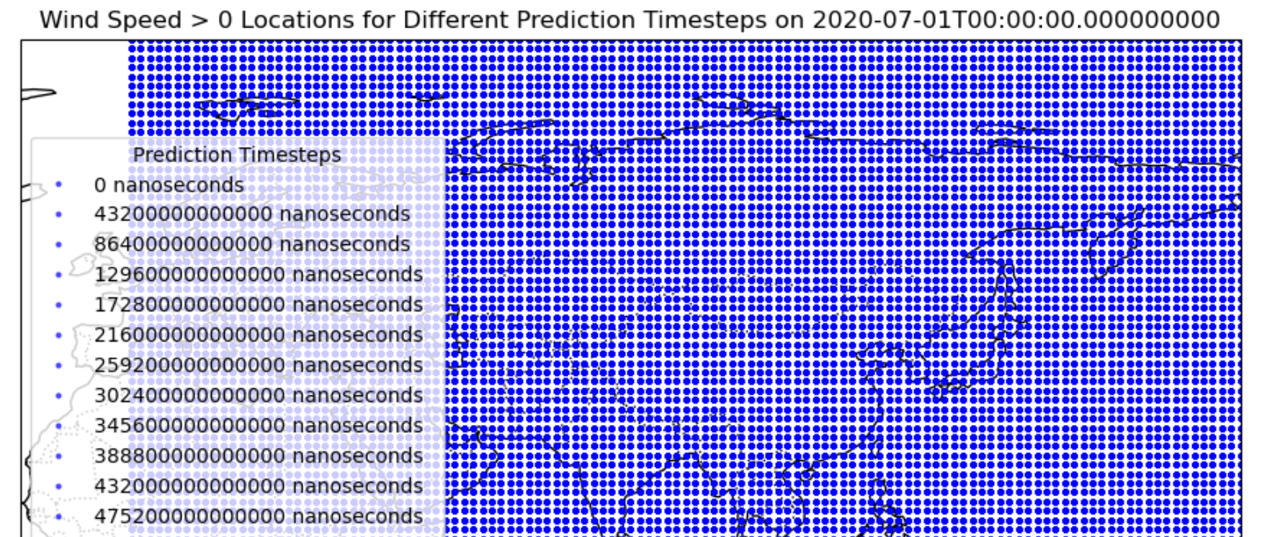 Wind Speed > 0 Locations for Different Prediction Timesteps on 2020-07-01T00:00:00.000000000
Prediction Timesteps
0 nanoseconds
43200000000000 nanoseconds
86400000000000 nanoseconds
129600000000000 nanoseconds
172800000000000 nanoseconds
216000000000000 nanoseconds
259200000000000 nanoseconds
302400000000000 nanoseconds
345600000000000 nanoseconds
388800000000000 nanoseconds
432000000000000 nanoseconds
475200000000000 nanoseconds